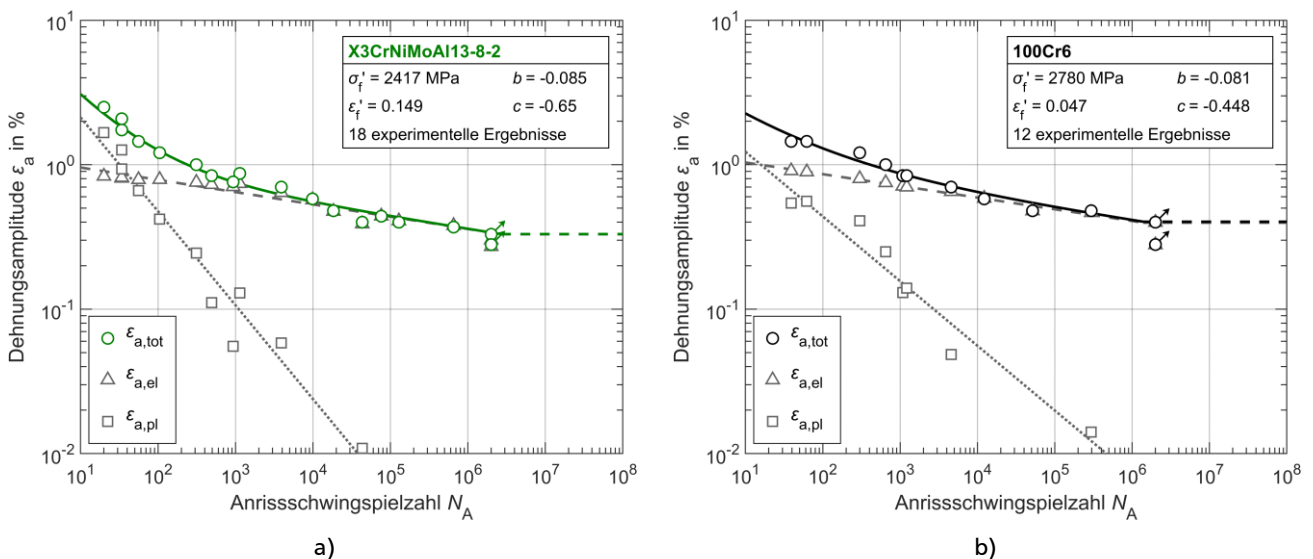 X3CrNiMoAl13-8-2
σf' = 2417 MPa b = -0.085
εf' = 0.149 c = -0.65
18 experimentelle Ergebnisse
Dehnungsamplitude εa in %
10^1
10^0
10^-1
10^-2
εa,tot
εa,el
εa,pl
10^1 10^2 10^3 10^4 10^5 10^6 10^7 10^8
Anrissschwingspielzahl NA
a)
100Cr6
σf' = 2780 MPa b = -0.081
εf' = 0.047 c = -0.448
12 experimentelle Ergebnisse
Dehnungsamplitude εa in %
10^1
10^0
10^-1
10^-2
εa,tot
εa,el
εa,pl
10^1 10^2 10^3 10^4 10^5 10^6 10^7 10^8
Anrissschwingspielzahl NA
b)